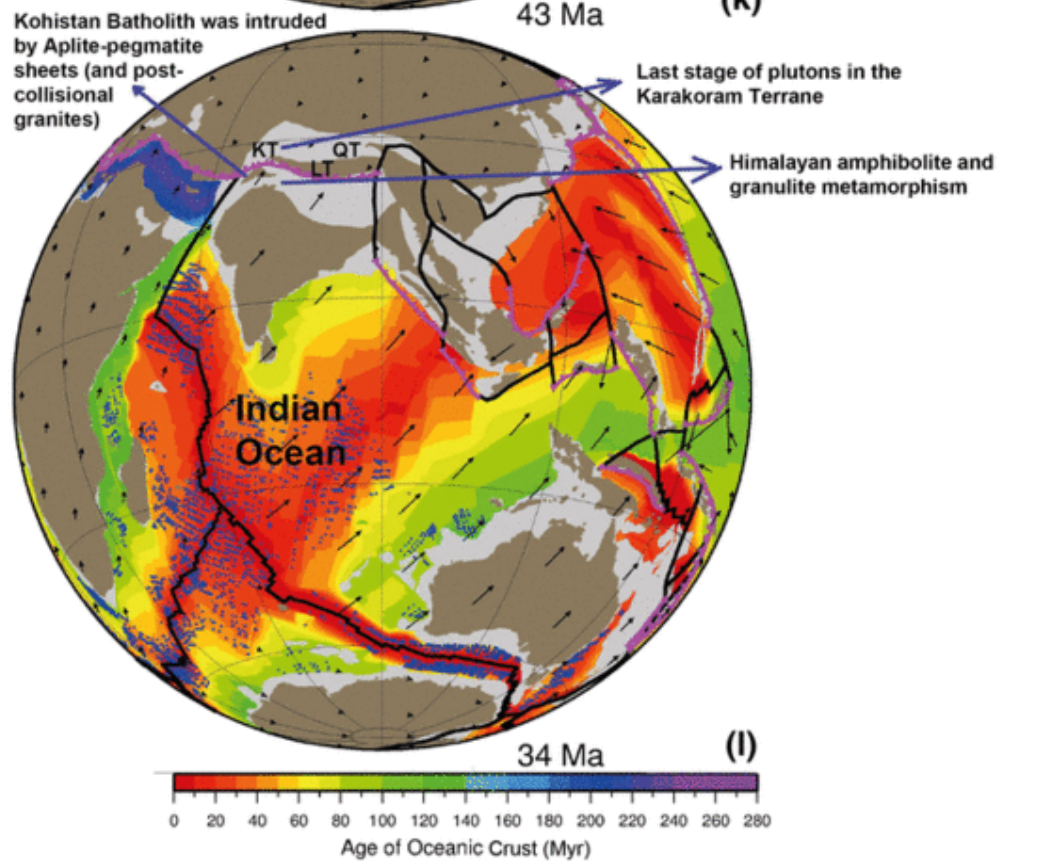 (k)
43 Ma
Kohistan Batholith was intruded
by Aplite-pegmatite
sheets (and post-
collisional
granites)
Last stage of plutons in the
Karakoram Terrane
KT
QT
LT
Himalayan amphibolite and
granulite metamorphism
Indian
Ocean
34 Ma
(l)
0 20 40 60 80 100 120 140 160 180 200 220 240 260 280
Age of Oceanic Crust (Myr)